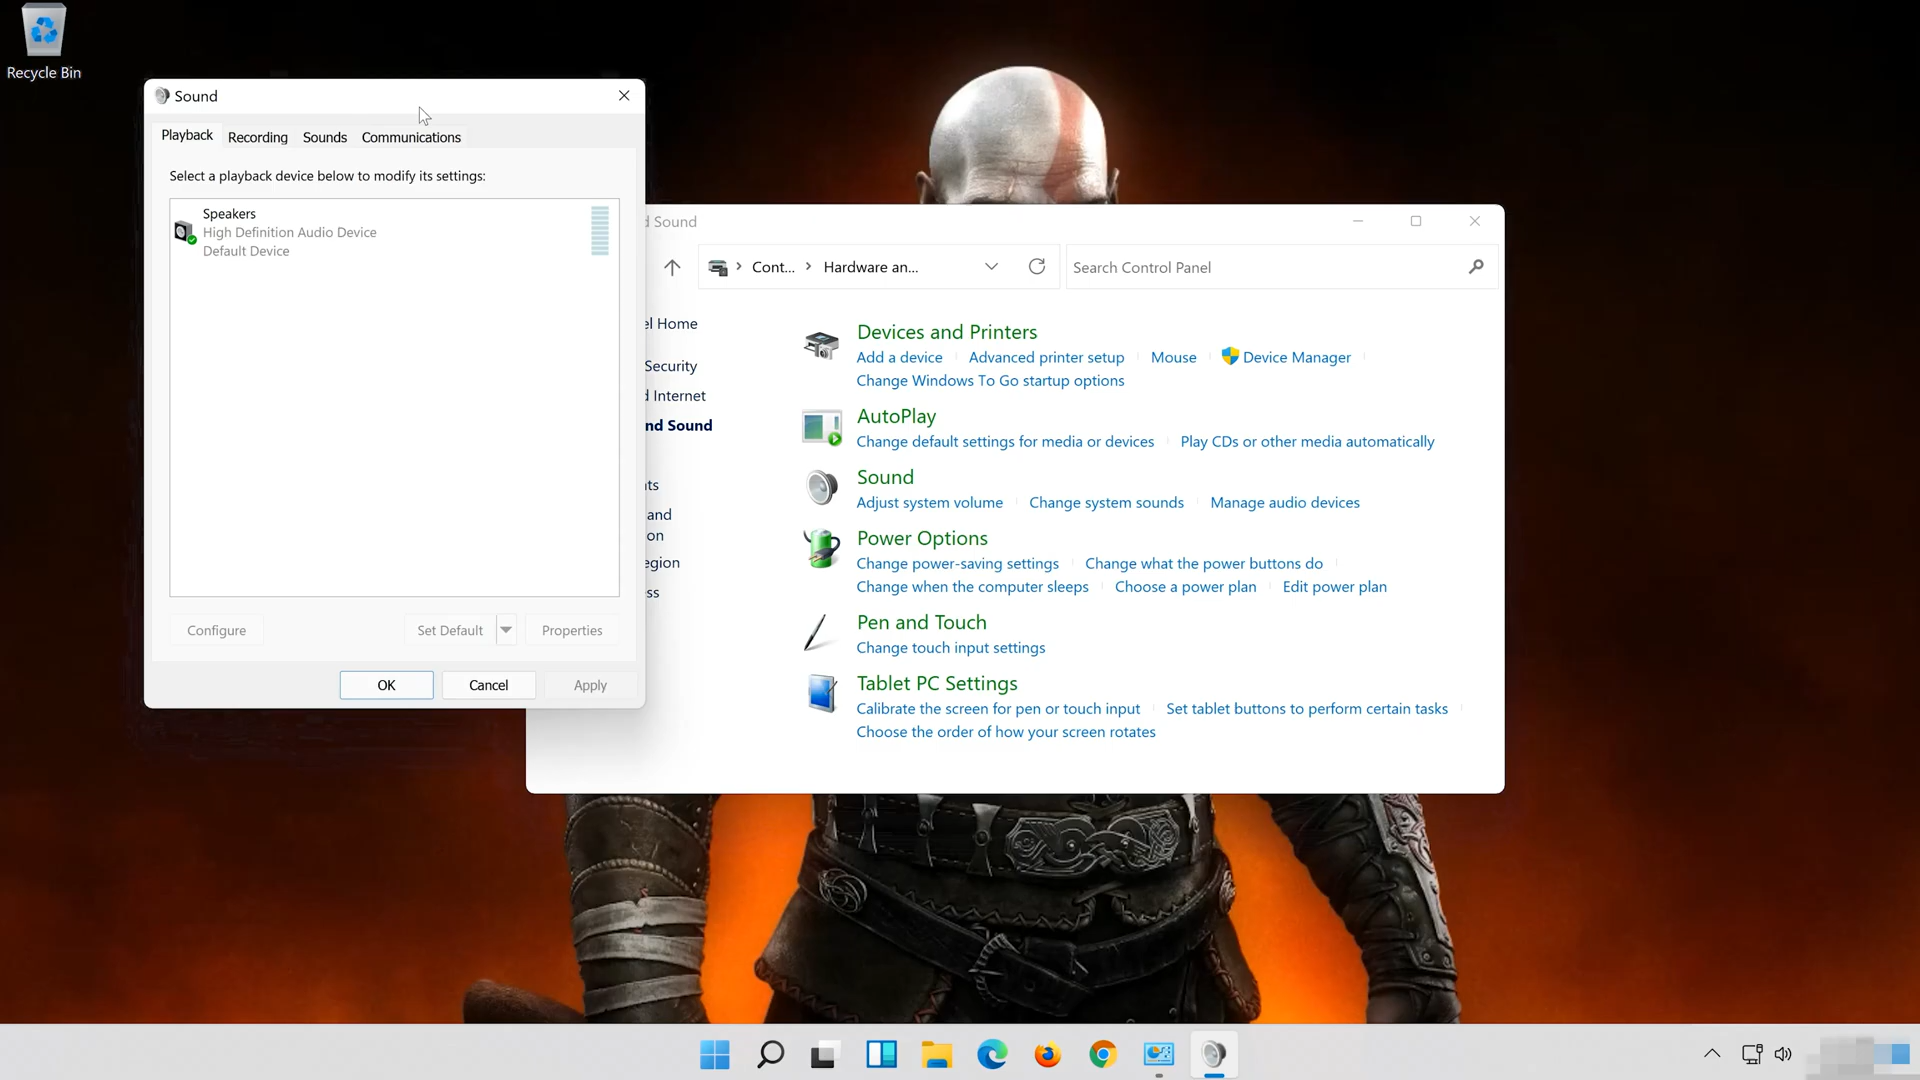 Recycle Bin
Sound
Playback
Recording
Sounds
Communications
Select a playback device below to modify its settings:
Speakers
High Definition Audio Device
Default Device
Configure
Set Default
Properties
OK
Cancel
Apply
d Sound
Cont...
Hardware an...
Search Control Panel
el Home
Security
d Internet
nd Sound
nts
and
on
egion
ss
Devices and Printers
Add a device
Advanced printer setup
Mouse
Device Manager
Change Windows To Go startup options
AutoPlay
Change default settings for media or devices
Play CDs or other media automatically
Sound
Adjust system volume
Change system sounds
Manage audio devices
Power Options
Change power-saving settings
Change what the power buttons do
Change when the computer sleeps
Choose a power plan
Edit power plan
Pen and Touch
Change touch input settings
Tablet PC Settings
Calibrate the screen for pen or touch input
Set tablet buttons to perform certain tasks
Choose the order of how your screen rotates